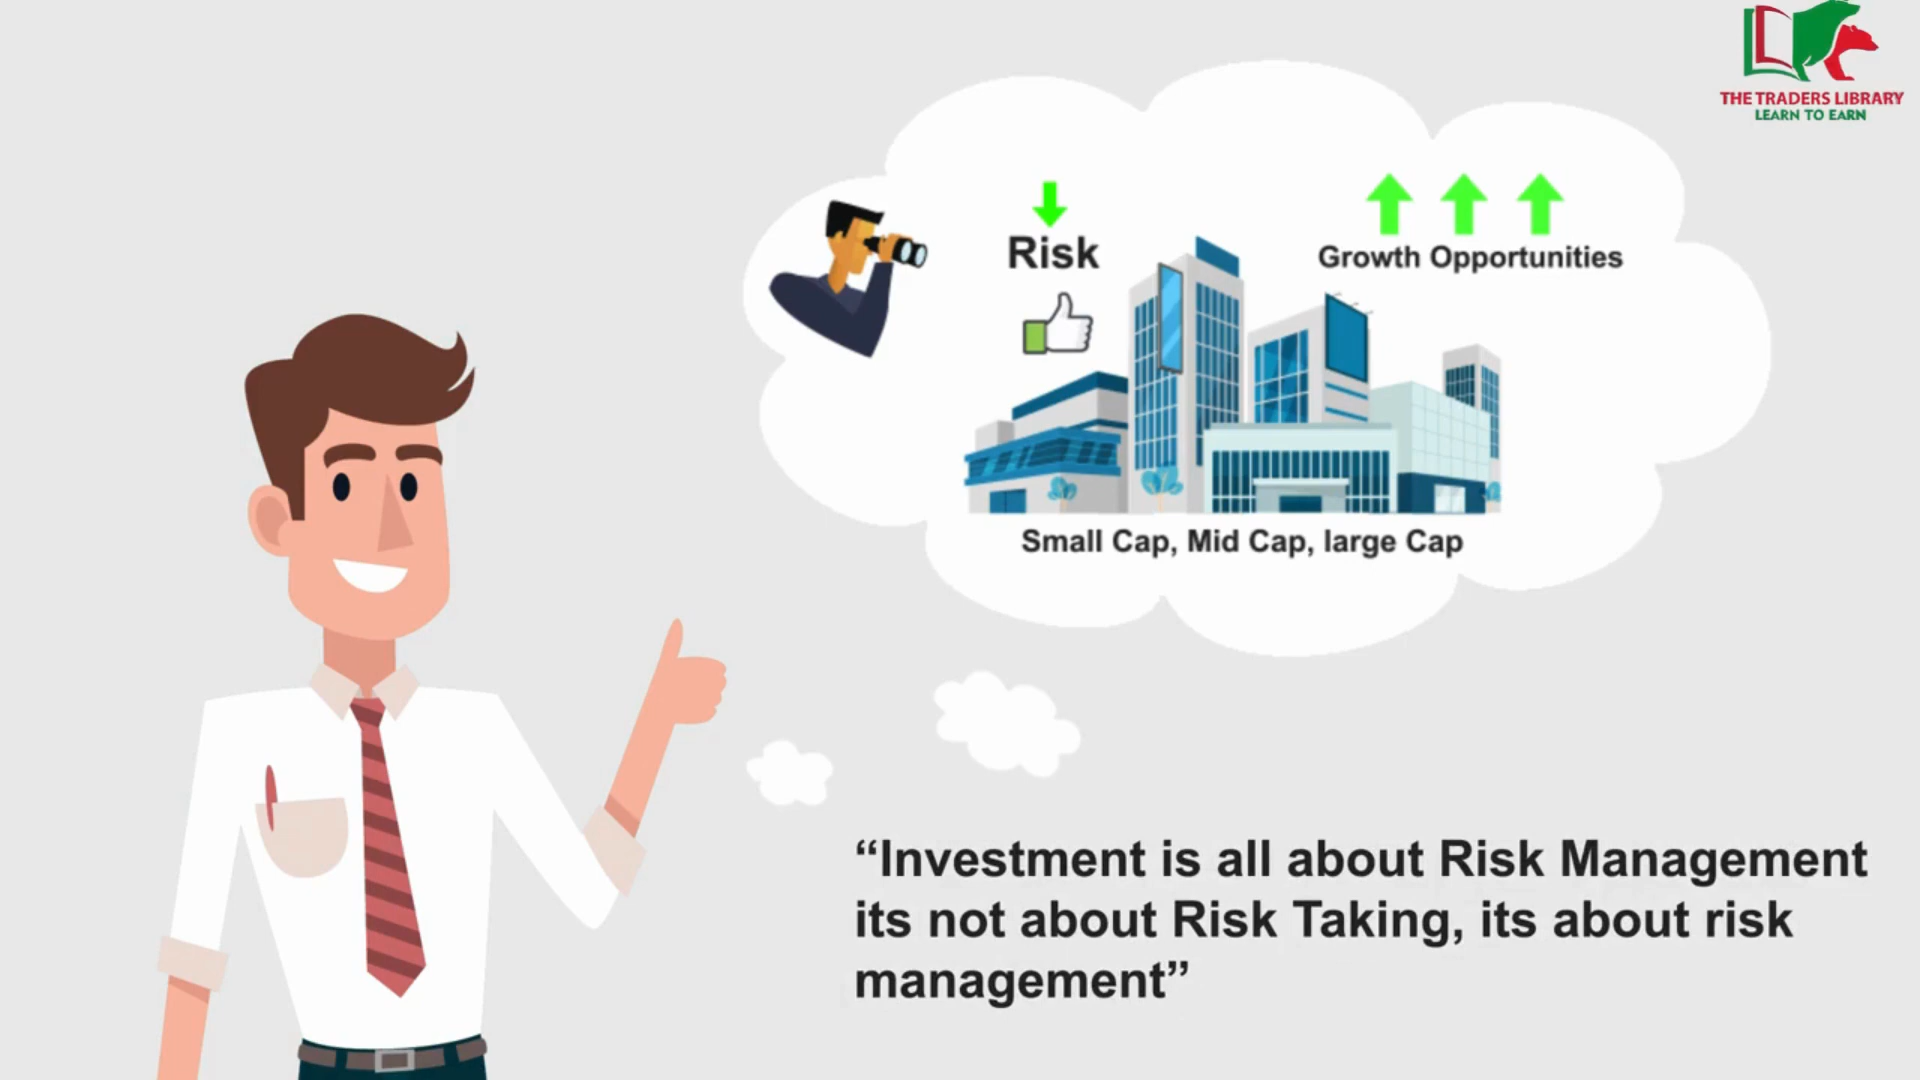 THE TRADERS LIBRARY
LEARN TO EARN
Risk
Growth Opportunities
Small Cap, Mid Cap, large Cap
“Investment is all about Risk Management
its not about Risk Taking, its about risk
management”